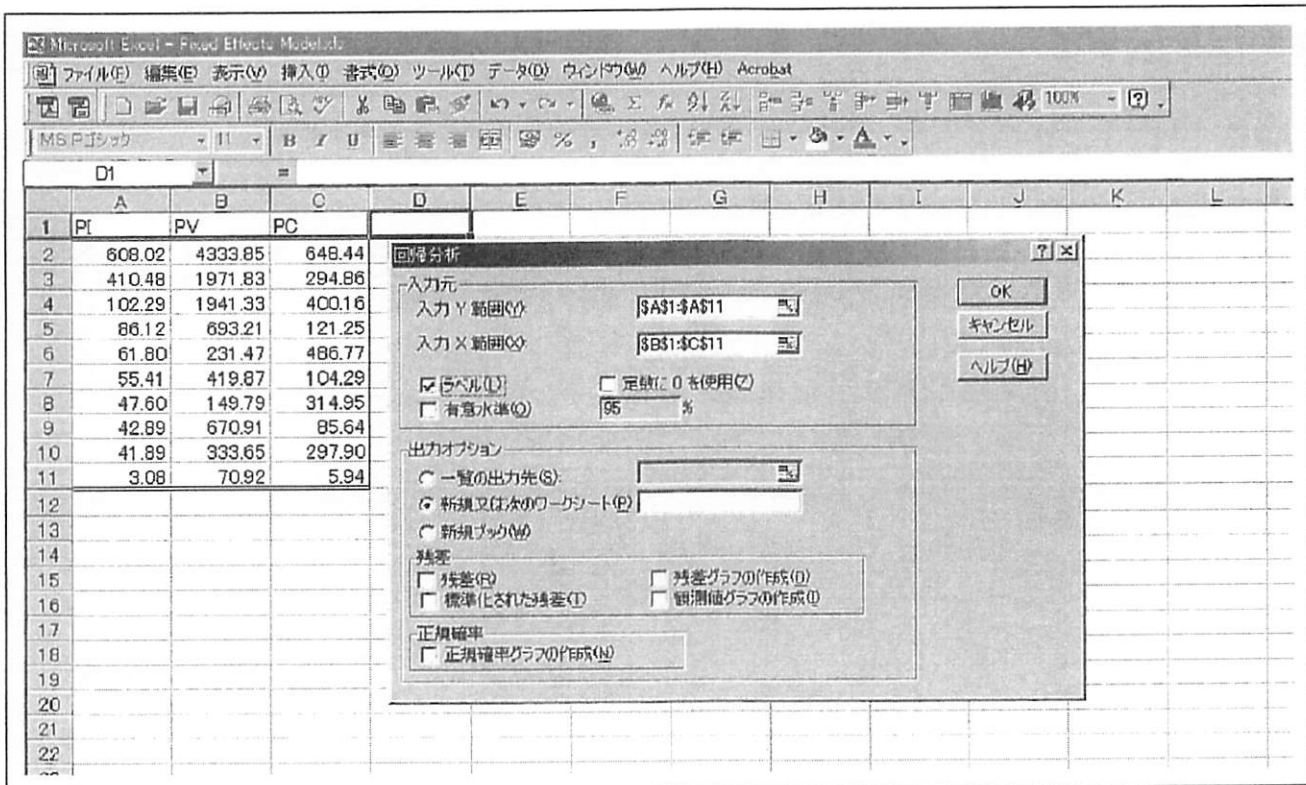 Microsoft Excel - Fixed Effects Model.xls
ファイル(F) 編集(E) 表示(V) 挿入(I) 書式(O) ツール(T) データ(D) ウィンドウ(W) ヘルプ(H) Acrobat
100%
MS Pゴシック 11 B I U % ,
D1 =
A B C D E F G H I J K L
1 PI PV PC
2 608.02 4333.85 648.44
3 410.48 1971.83 294.86
4 102.29 1941.33 400.16
5 86.12 693.21 121.25
6 61.80 231.47 486.77
7 55.41 419.87 104.29
8 47.60 149.79 314.95
9 42.89 670.91 85.64
10 41.89 333.65 297.90
11 3.08 70.92 5.94
12
13
14
15
16
17
18
19
20
21
22
回帰分析
入力元
入力 Y 範囲(Y): $A$1:$A$11
入力 X 範囲(X): $B$1:$C$11
ラベル(L) 定数に 0 を使用(Z)
有意水準(O) 95 %
出力オプション
一覧の出力先(S):
新規又は次のワークシート(P)
新規ブック(W)
残差
残差(R) 残差グラフの作成(D)
標準化された残差(T) 観測値グラフの作成(I)
正規確率
正規確率グラフの作成(N)
OK
キャンセル
ヘルプ(H)